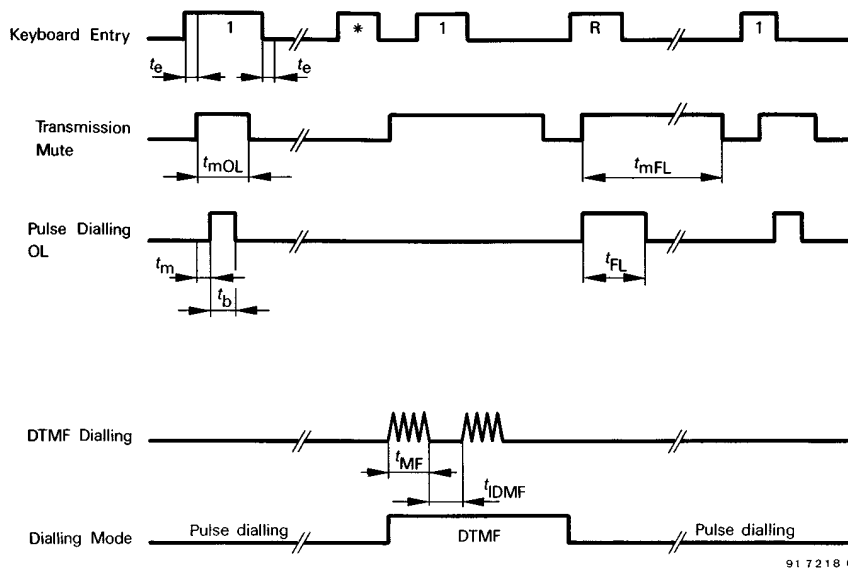 Keyboard Entry
1
*
1
R
1
te
te
Transmission
Mute
tmOL
tmFL
Pulse Dialling
OL
tm
tb
tFL
DTMF Dialling
tMF
tIDMF
Dialling Mode
Pulse dialling
DTMF
Pulse dialling
91 7218